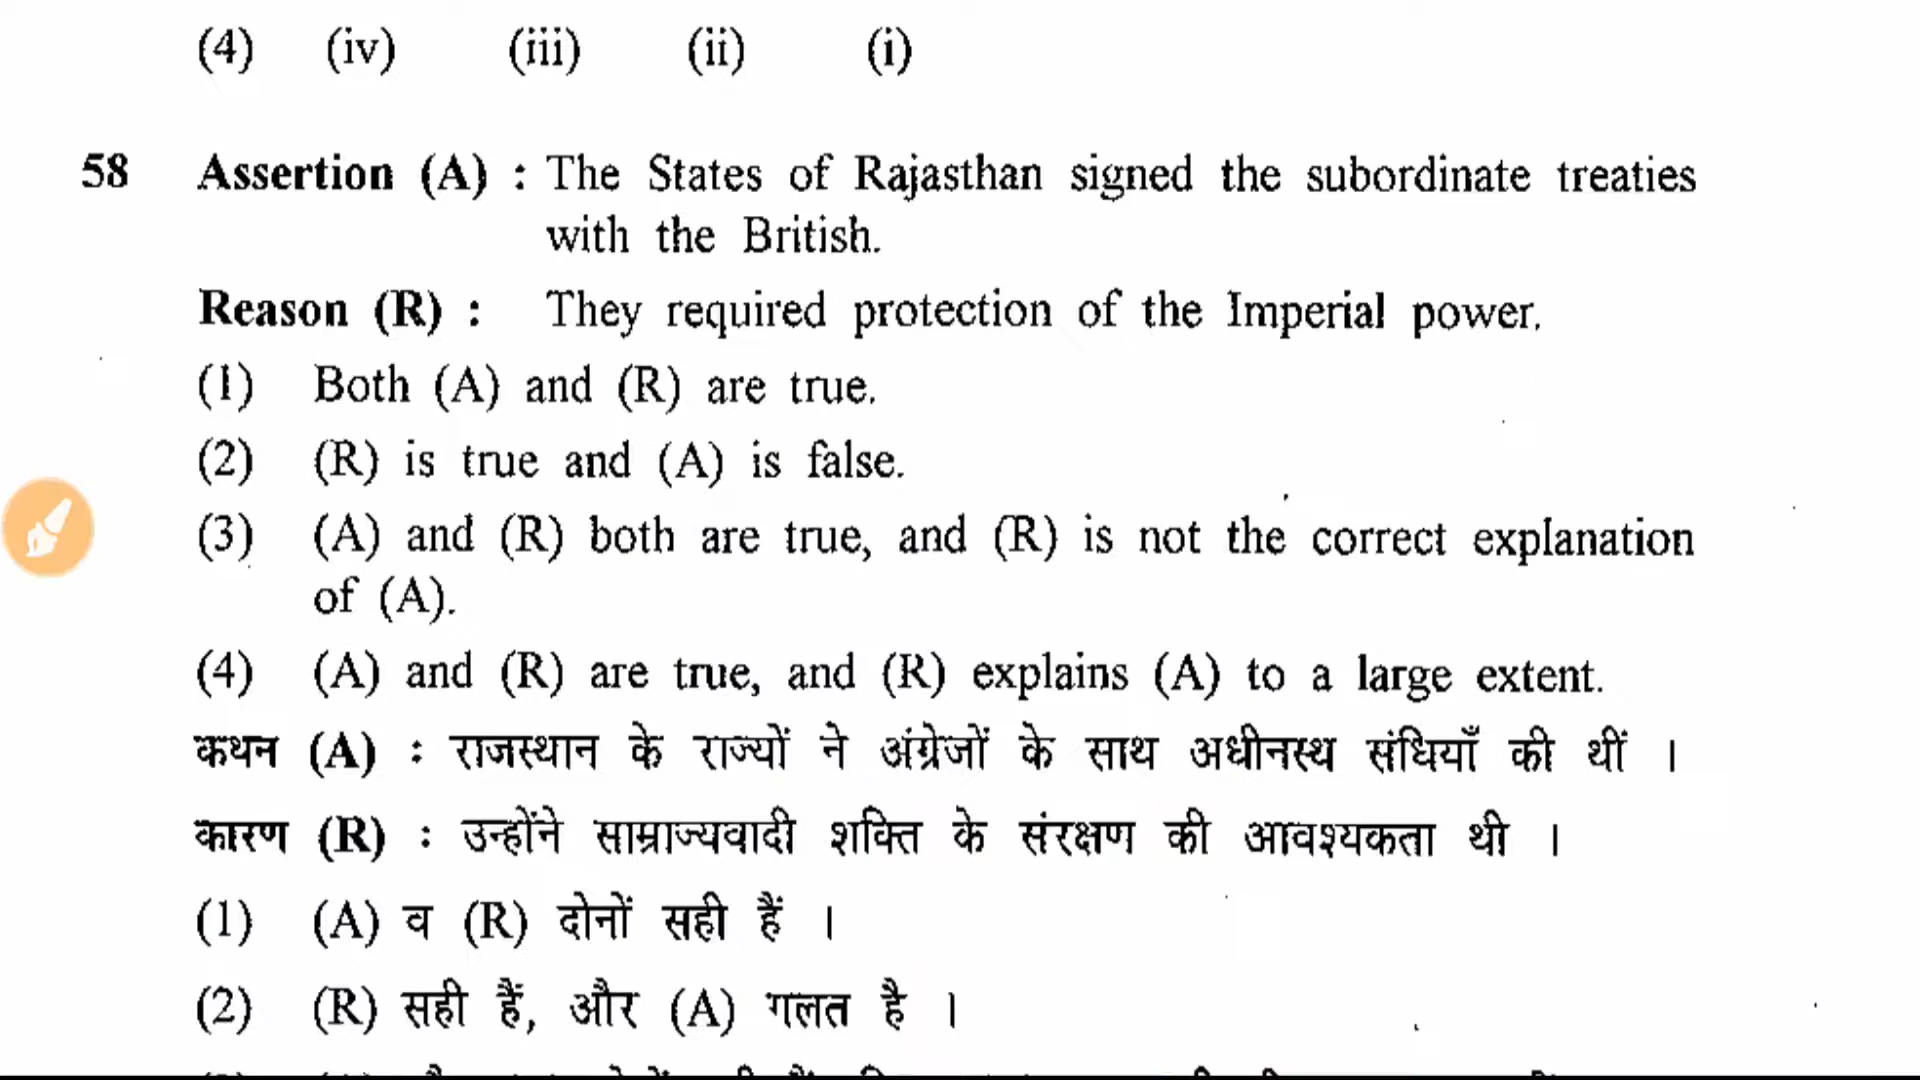 (4) (iv) (iii) (ii) (i)
58 Assertion (A) : The States of Rajasthan signed the subordinate treaties
with the British.
Reason (R) : They required protection of the Imperial power.
(1) Both (A) and (R) are true.
(2) (R) is true and (A) is false.
(3) (A) and (R) both are true, and (R) is not the correct explanation
of (A).
(4) (A) and (R) are true, and (R) explains (A) to a large extent.
कथन (A) : राजस्थान के राज्यों ने अंग्रेजों के साथ अधीनस्थ संधियाँ की थीं ।
कारण (R) : उन्होंने साम्राज्यवादी शक्ति के संरक्षण की आवश्यकता थी ।
(1) (A) व (R) दोनों सही हैं ।
(2) (R) सही हैं, और (A) गलत है ।